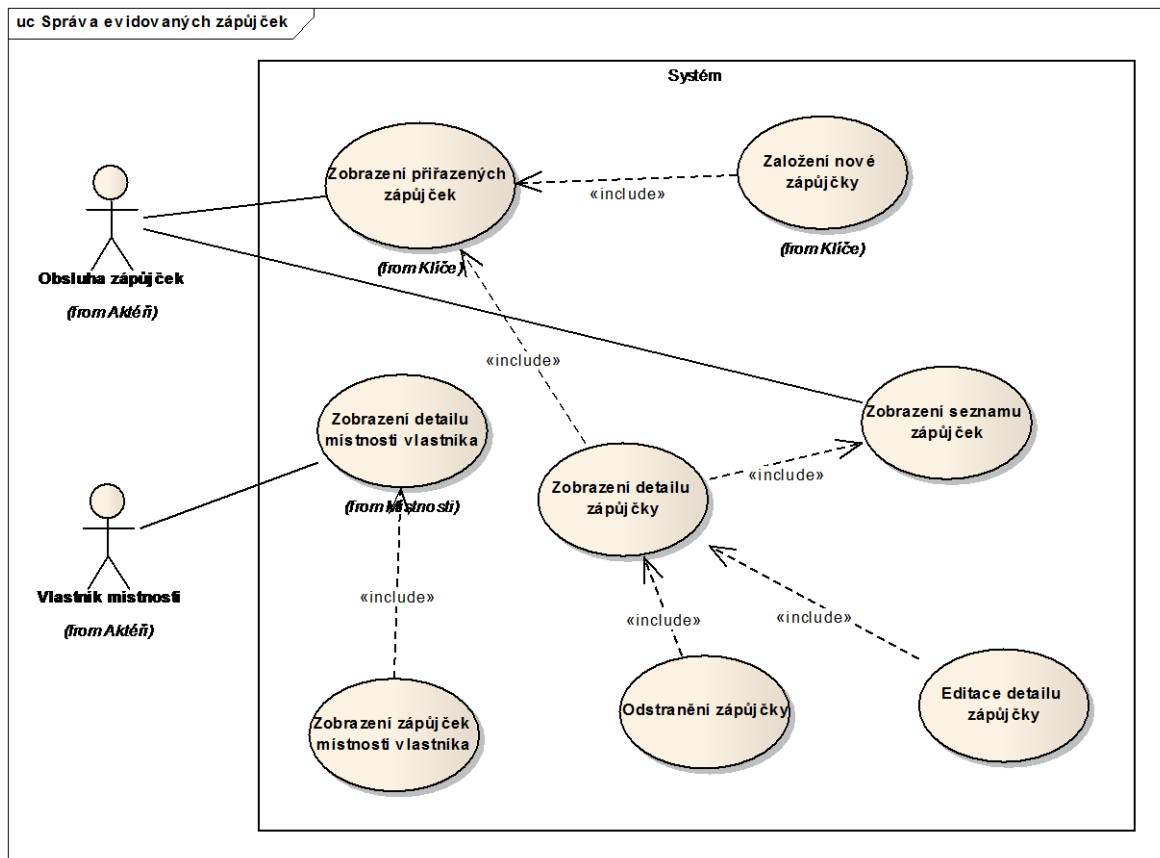 uc Správa evidovaných zápůjček
Systém
Zobrazení přiřazených
zápůjček
(from Klíče)
Založení nové
zápůjčky
(from Klíče)
«include»
Obsluha zápůjček
(from Aktéři)
«include»
Zobrazení detailu
místnosti vlastníka
(from Místnosti)
Zobrazení seznamu
zápůjček
«include»
Zobrazení detailu
zápůjčky
Vlastník místnosti
(from Aktéři)
«include»
«include»
«include»
Zobrazení zápůjček
místnosti vlastníka
Odstranění zápůjčky
Editace detailu
zápůjčky